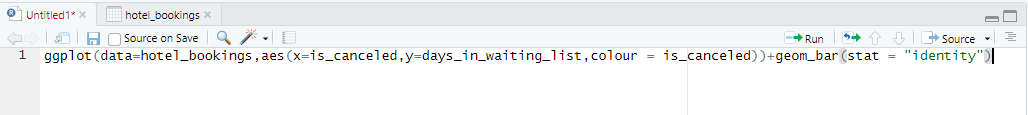 Untitled1*
hotel_bookings
Source on Save
Run
Source
1
ggplot(data=hotel_bookings,aes(x=is_canceled,y=days_in_waiting_list,colour = is_canceled))+geom_bar(stat = "identity")